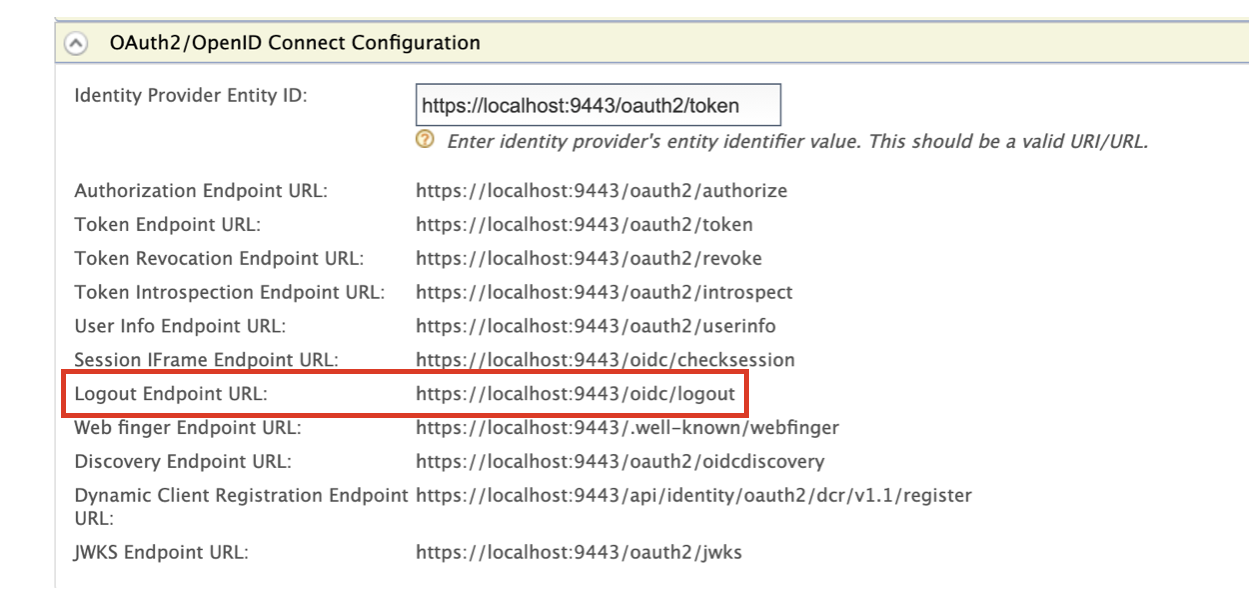 OAuth2/OpenID Connect Configuration
Identity Provider Entity ID:
https://localhost:9443/oauth2/token
Enter identity provider's entity identifier value. This should be a valid URI/URL.
Authorization Endpoint URL: https://localhost:9443/oauth2/authorize
Token Endpoint URL: https://localhost:9443/oauth2/token
Token Revocation Endpoint URL: https://localhost:9443/oauth2/revoke
Token Introspection Endpoint URL: https://localhost:9443/oauth2/introspect
User Info Endpoint URL: https://localhost:9443/oauth2/userinfo
Session IFrame Endpoint URL: https://localhost:9443/oidc/checksession
Logout Endpoint URL: https://localhost:9443/oidc/logout
Web finger Endpoint URL: https://localhost:9443/.well-known/webfinger
Discovery Endpoint URL: https://localhost:9443/oauth2/oidcdiscovery
Dynamic Client Registration Endpoint https://localhost:9443/api/identity/oauth2/dcr/v1.1/register
URL:
JWKS Endpoint URL: https://localhost:9443/oauth2/jwks